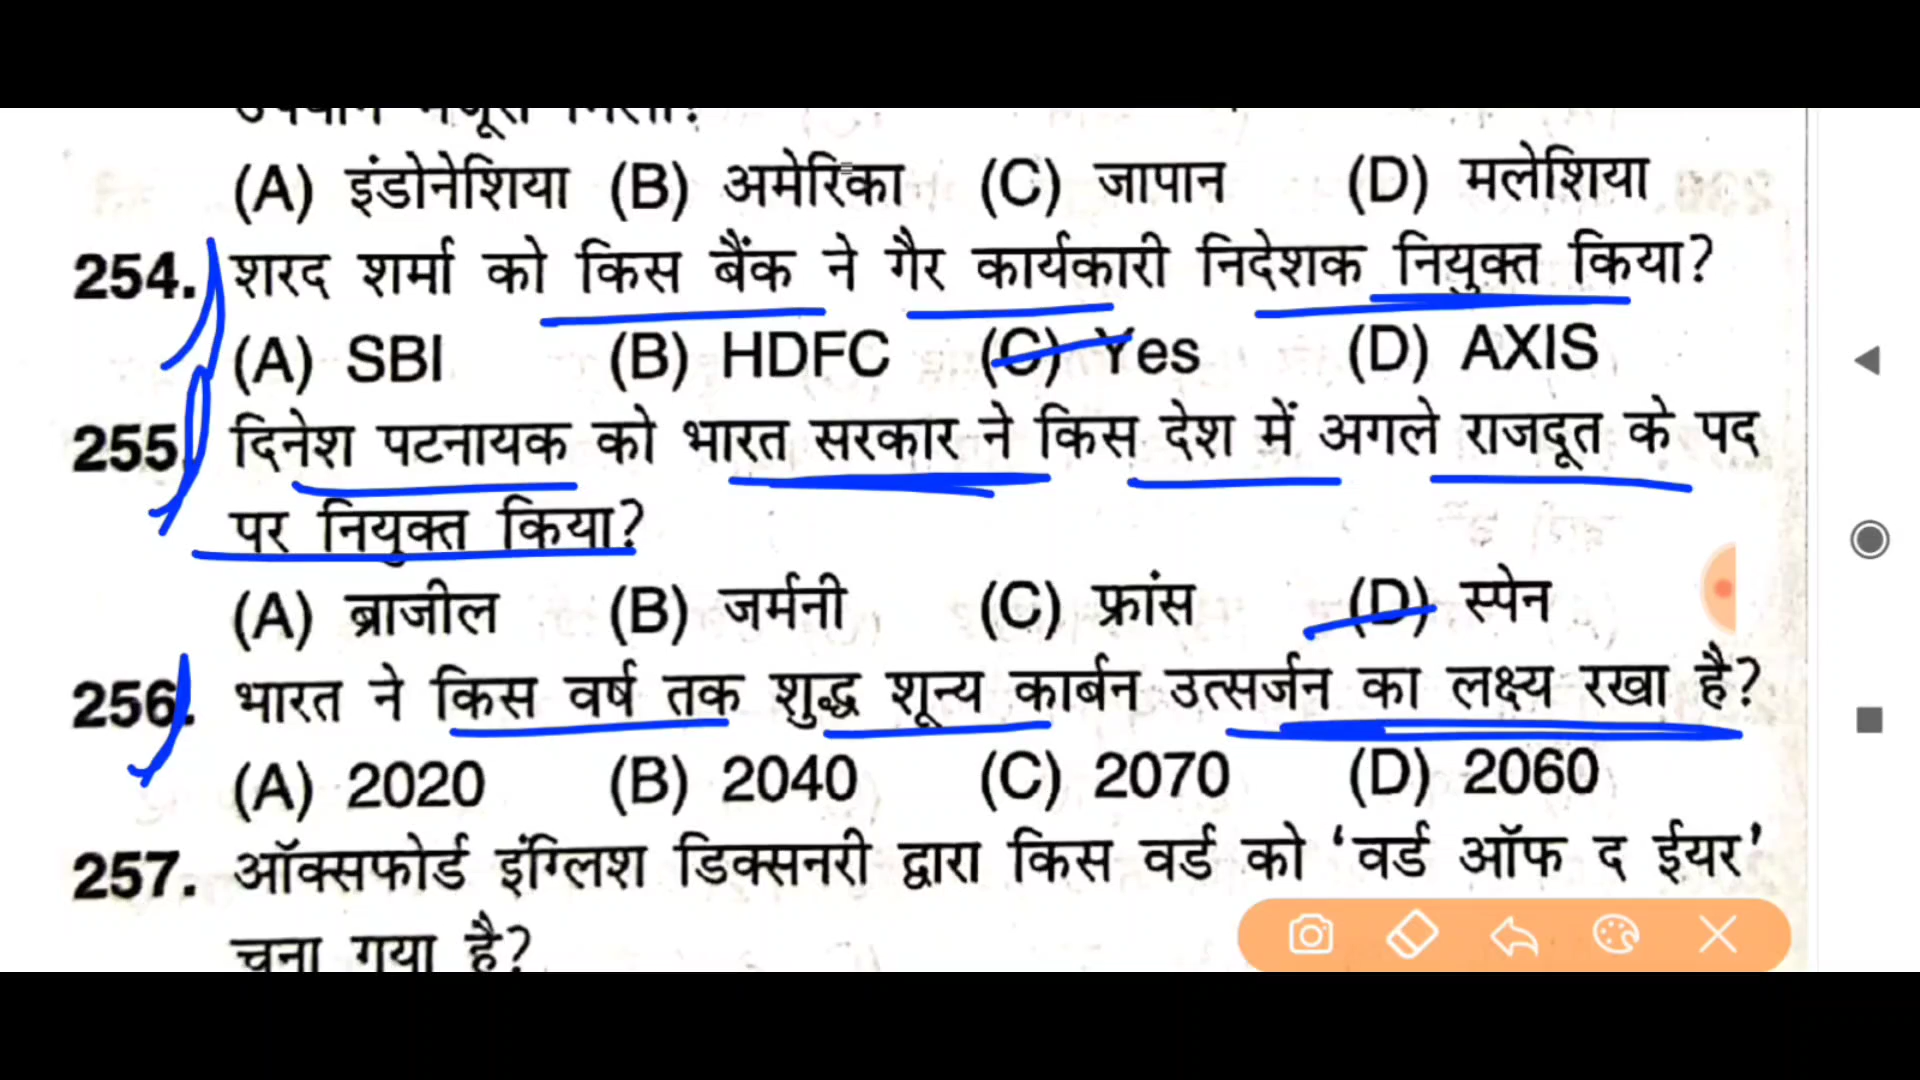 (A) इंडोनेशिया (B) अमेरिका (C) जापान (D) मलेशिया
254. शरद शर्मा को किस बैंक ने गैर कार्यकारी निदेशक नियुक्त किया?
(A) SBI (B) HDFC (C) Yes (D) AXIS
255. दिनेश पटनायक को भारत सरकार ने किस देश में अगले राजदूत के पद
पर नियुक्त किया?
(A) ब्राजील (B) जर्मनी (C) फ्रांस (D) स्पेन
256. भारत ने किस वर्ष तक शुद्ध शून्य कार्बन उत्सर्जन का लक्ष्य रखा है?
(A) 2020 (B) 2040 (C) 2070 (D) 2060
257. ऑक्सफोर्ड इंग्लिश डिक्सनरी द्वारा किस वर्ड को ‘वर्ड ऑफ द ईयर’
चुना गया है?